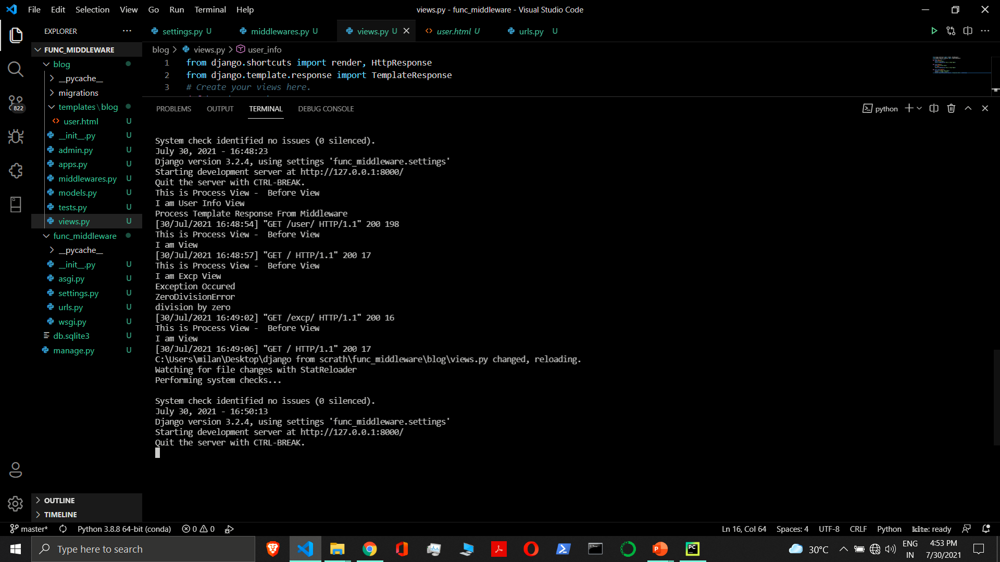 File Edit Selection View Go Run Terminal Help
views.py - func_middleware - Visual Studio Code
EXPLORER
settings.py U
middlewares.py U
views.py U
user.html U
urls.py U
FUNC_MIDDLEWARE
blog
__pycache__
migrations
templates\blog
user.html U
__init__.py U
admin.py U
apps.py U
middlewares.py U
models.py U
tests.py U
views.py U
func_middleware
__pycache__
__init__.py U
asgi.py U
settings.py U
urls.py U
wsgi.py U
db.sqlite3 U
manage.py U
822
OUTLINE
TIMELINE
blog > views.py > user_info
1 from django.shortcuts import render, HttpResponse
2 from django.template.response import TemplateResponse
3 # Create your views here.
PROBLEMS OUTPUT TERMINAL DEBUG CONSOLE
python
System check identified no issues (0 silenced).
July 30, 2021 - 16:48:23
Django version 3.2.4, using settings 'func_middleware.settings'
Starting development server at http://127.0.0.1:8000/
Quit the server with CTRL-BREAK.
This is Process View -  Before View
I am User Info View
Process Template Response From Middleware
[30/Jul/2021 16:48:54] "GET /user/ HTTP/1.1" 200 198
This is Process View -  Before View
I am View
[30/Jul/2021 16:48:57] "GET / HTTP/1.1" 200 17
This is Process View -  Before View
I am Excp View
Exception Occured
ZeroDivisionError
division by zero
[30/Jul/2021 16:49:02] "GET /excp/ HTTP/1.1" 200 16
This is Process View -  Before View
I am View
[30/Jul/2021 16:49:06] "GET / HTTP/1.1" 200 17
C:\Users\milan\Desktop\django from scrath\func_middleware\blog\views.py changed, reloading.
Watching for file changes with StatReloader
Performing system checks...
System check identified no issues (0 silenced).
July 30, 2021 - 16:50:13
Django version 3.2.4, using settings 'func_middleware.settings'
Starting development server at http://127.0.0.1:8000/
Quit the server with CTRL-BREAK.
master* Python 3.8.8 64-bit (conda) 0 0
Ln 16, Col 64 Spaces: 4 UTF-8 CRLF Python kite: ready
Type here to search
30°C
ENG
IN
4:53 PM
7/30/2021